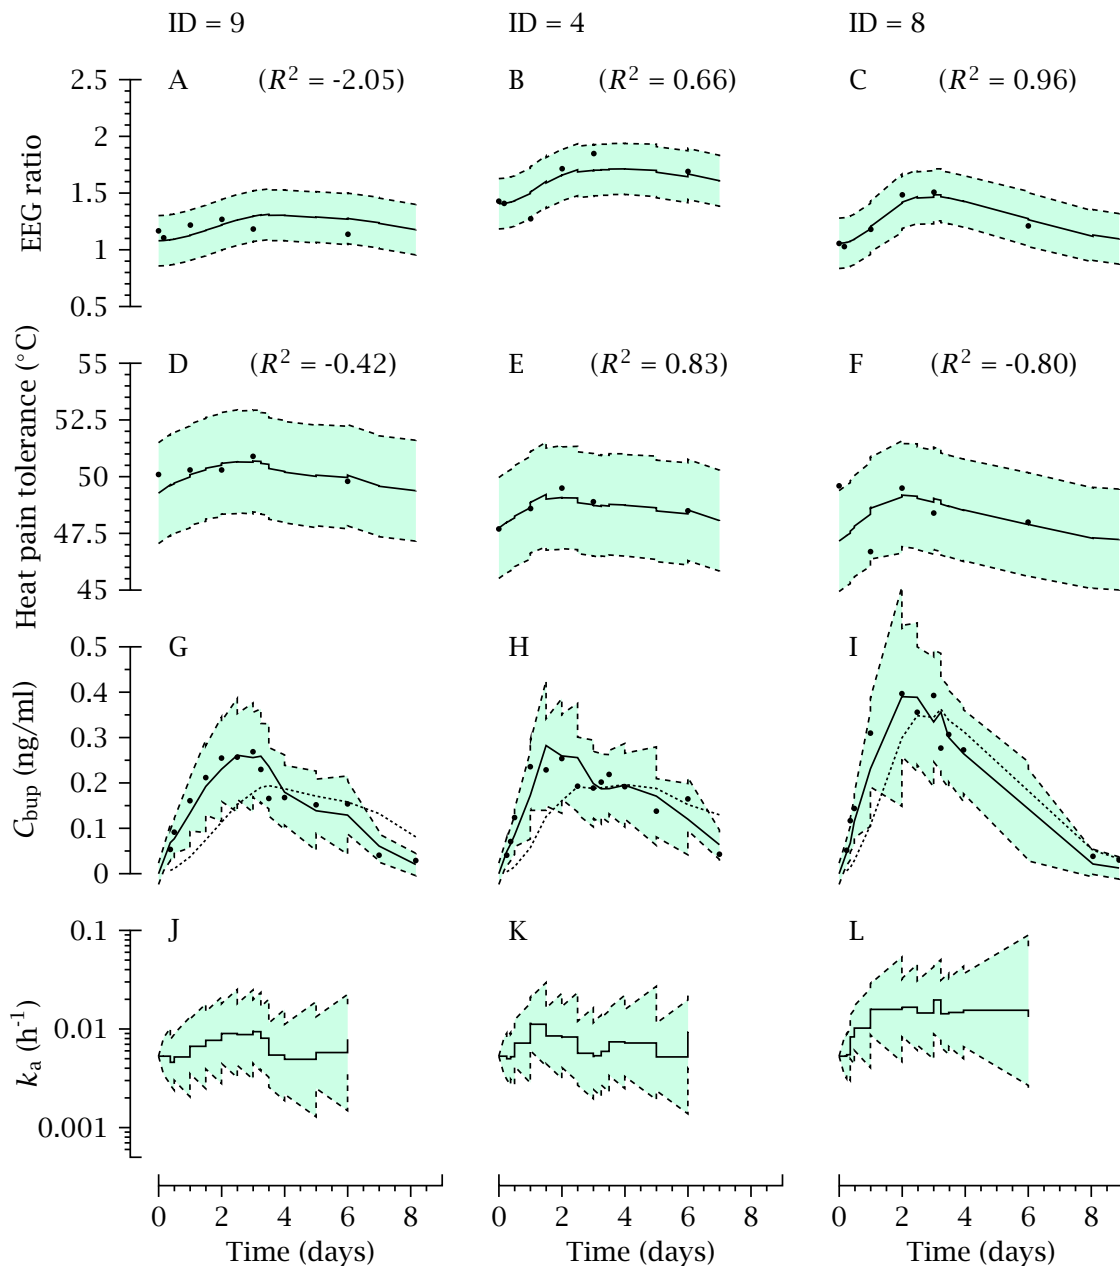 ID = 9 ID = 4 ID = 8
A (R² = -2.05) B (R² = 0.66) C (R² = 0.96)
2.5
2
1.5
1
0.5
EEG ratio
D (R² = -0.42) E (R² = 0.83) F (R² = -0.80)
55
52.5
50
47.5
45
Heat pain tolerance (°C)
G H I
0.5
0.4
0.3
0.2
0.1
0
C_bup (ng/ml)
J K L
0.1
0.01
0.001
k_a (h⁻¹)
0 2 4 6 8 0 2 4 6 8 0 2 4 6 8
Time (days) Time (days) Time (days)